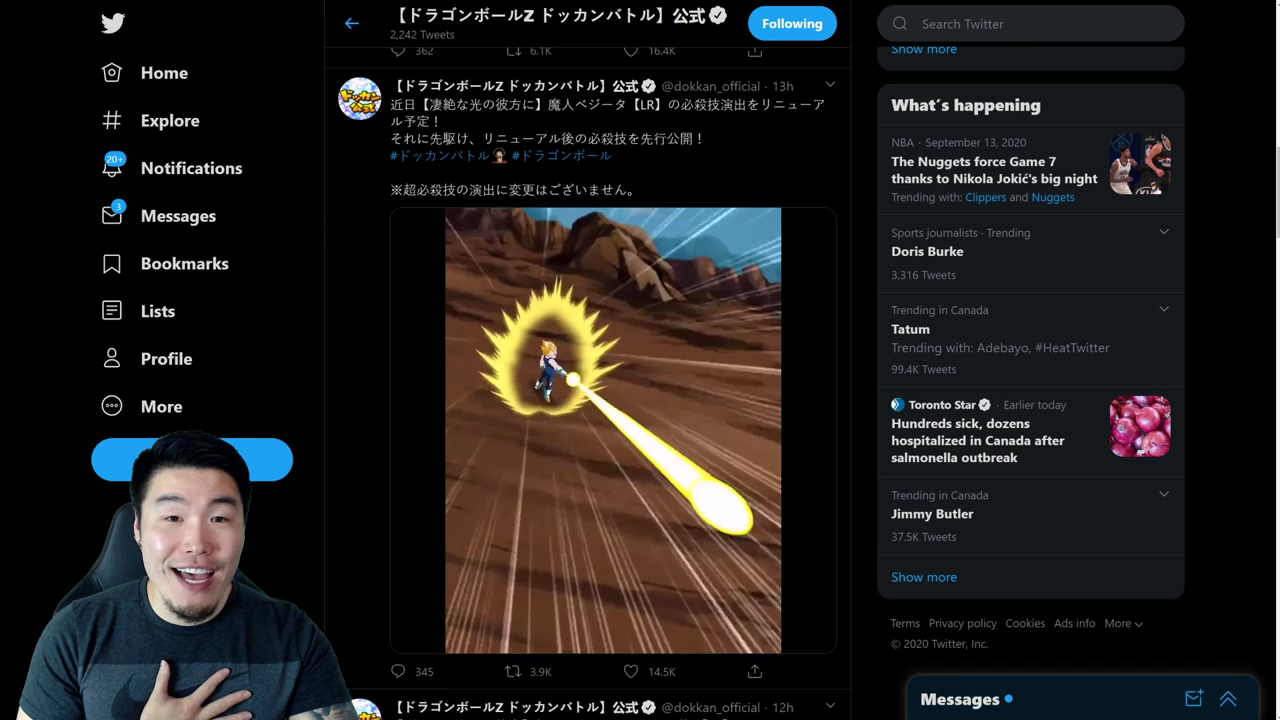 Home
Explore
20+
Notifications
3
Messages
Bookmarks
Lists
Profile
More
【ドラゴンボールZ ドッカンバトル】公式
2,242 Tweets
Following
362
6.1K
16.4K
【ドラゴンボールZ ドッカンバトル】公式 @dokkan_official · 13h
近日【凄絶な光の彼方に】魔人ベジータ【LR】の必殺技演出をリニューア
ル予定！
それに先駆け、リニューアル後の必殺技を先行公開！
#ドッカンバトル #ドラゴンボール
※超必殺技の演出に変更はございません。
345
3.9K
14.5K
【ドラゴンボールZ ドッカンバトル】公式 @dokkan_official · 12h
Search Twitter
Show more
What's happening
NBA · September 13, 2020
The Nuggets force Game 7
thanks to Nikola Jokić's big night
Trending with: Clippers and Nuggets
Sports journalists · Trending
Doris Burke
3,316 Tweets
Trending in Canada
Tatum
Trending with: Adebayo, #HeatTwitter
99.4K Tweets
Toronto Star · Earlier today
Hundreds sick, dozens
hospitalized in Canada after
salmonella outbreak
Trending in Canada
Jimmy Butler
37.5K Tweets
Show more
Terms Privacy policy Cookies Ads info More
© 2020 Twitter, Inc.
Messages